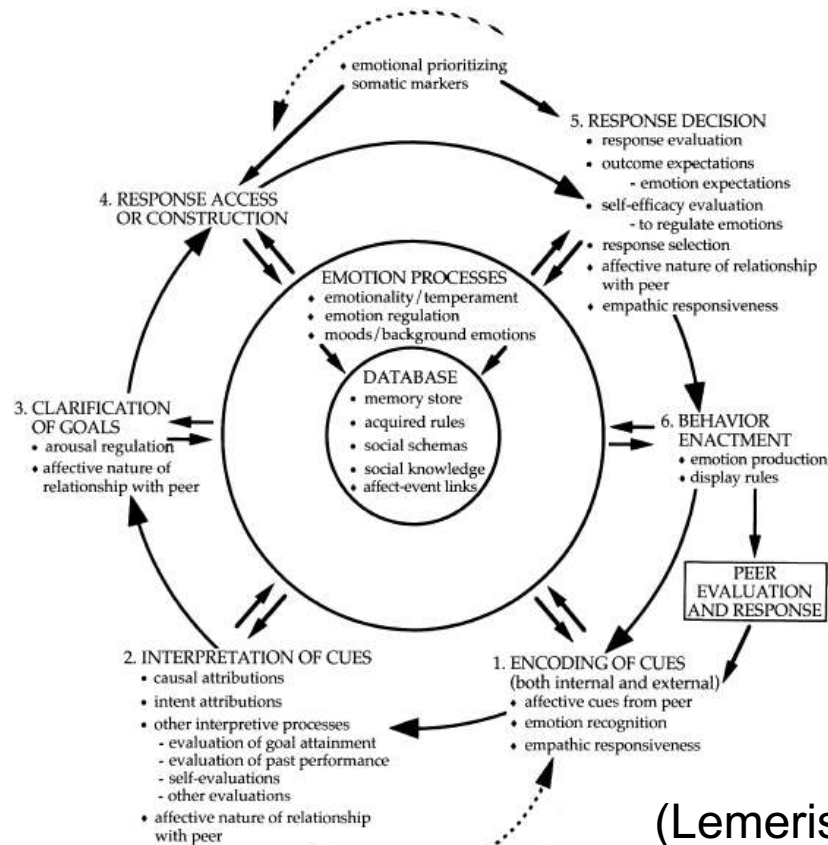 ♦ emotional prioritizing
somatic markers
5. RESPONSE DECISION
• response evaluation
• outcome expectations
- emotion expectations
• self-efficacy evaluation
- to regulate emotions
• response selection
♦ affective nature of relationship
with peer
♦ empathic responsiveness
4. RESPONSE ACCESS
OR CONSTRUCTION
EMOTION PROCESSES
♦ emotionality/temperament
♦ emotion regulation
♦ moods/background emotions
DATABASE
• memory store
• acquired rules
• social schemas
• social knowledge
♦ affect-event links
3. CLARIFICATION
OF GOALS
• arousal regulation
♦ affective nature of
relationship with peer
6. BEHAVIOR
ENACTMENT
♦ emotion production
♦ display rules
PEER
EVALUATION
AND RESPONSE
2. INTERPRETATION OF CUES
• causal attributions
• intent attributions
• other interpretive processes
- evaluation of goal attainment
- evaluation of past performance
- self-evaluations
- other evaluations
♦ affective nature of relationship
with peer
1. ENCODING OF CUES
(both internal and external)
♦ affective cues from peer
♦ emotion recognition
♦ empathic responsiveness
(Lemeris